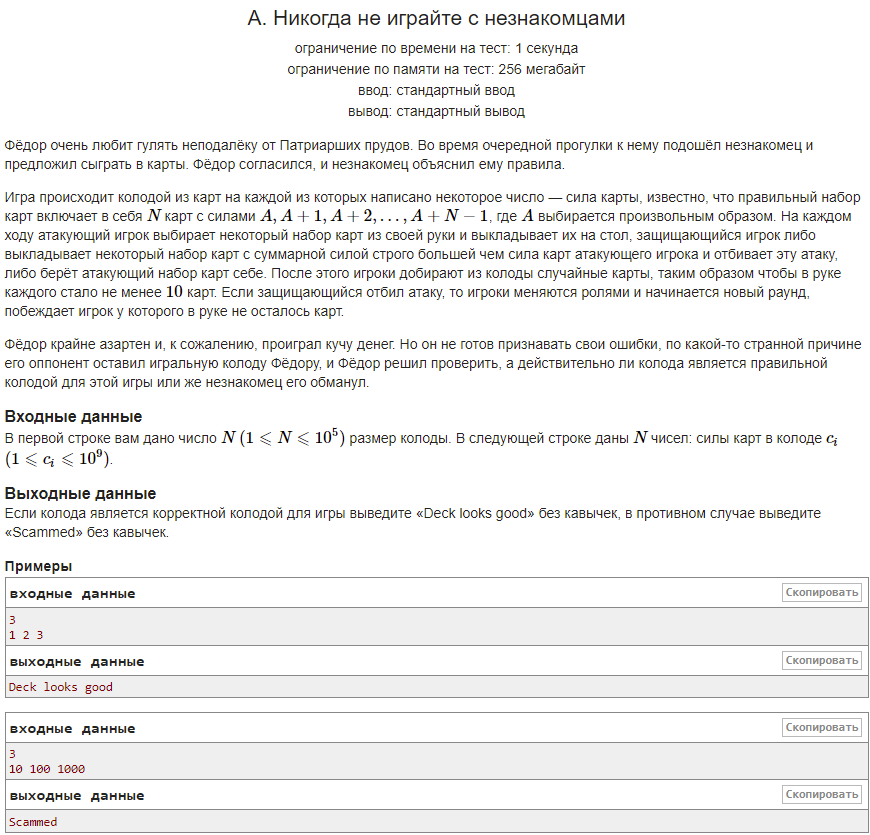 А. Никогда не играйте с незнакомцами
ограничение по времени на тест: 1 секунда
ограничение по памяти на тест: 256 мегабайт
ввод: стандартный ввод
вывод: стандартный вывод
Фёдор очень любит гулять неподалёку от Патриарших прудов. Во время очередной прогулки к нему подошёл незнакомец и
предложил сыграть в карты. Фёдор согласился, и незнакомец объяснил ему правила.
Игра происходит колодой из карт на каждой из которых написано некоторое число — сила карты, известно, что правильный набор
карт включает в себя N карт с силами A, A + 1, A + 2, . . . , A + N − 1, где A выбирается произвольным образом. На каждом
ходу атакующий игрок выбирает некоторый набор карт из своей руки и выкладывает их на стол, защищающийся игрок либо
выкладывает некоторый набор карт с суммарной силой строго большей чем сила карт атакующего игрока и отбивает эту атаку,
либо берёт атакующий набор карт себе. После этого игроки добирают из колоды случайные карты, таким образом чтобы в руке
каждого стало не менее 10 карт. Если защищающийся отбил атаку, то игроки меняются ролями и начинается новый раунд,
побеждает игрок у которого в руке не осталось карт.
Фёдор крайне азартен и, к сожалению, проиграл кучу денег. Но он не готов признавать свои ошибки, по какой-то странной причине
его оппонент оставил игральную колоду Фёдору, и Фёдор решил проверить, а действительно ли колода является правильной
колодой для этой игры или же незнакомец его обманул.
Входные данные
В первой строке вам дано число N (1 ⩽ N ⩽ 10⁵) размер колоды. В следующей строке даны N чисел: силы карт в колоде cᵢ
(1 ⩽ cᵢ ⩽ 10⁹).
Выходные данные
Если колода является корректной колодой для игры выведите «Deck looks good» без кавычек, в противном случае выведите
«Scammed» без кавычек.
Примеры
входные данные Скопировать
3
1 2 3
выходные данные Скопировать
Deck looks good
входные данные Скопировать
3
10 100 1000
выходные данные Скопировать
Scammed